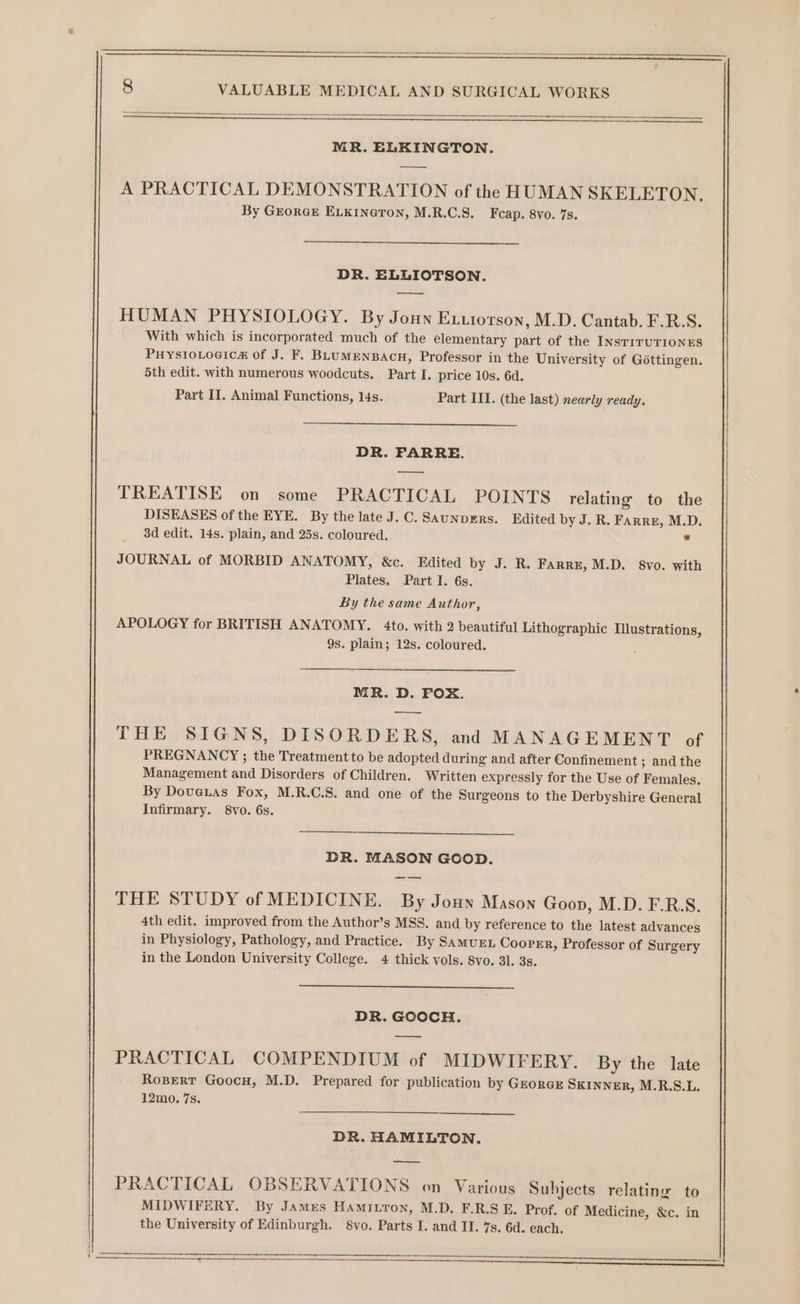 8 VALUABLE MEDICAL AND SURGICAL WORKS
MR. ELKINGTON.
A PRACTICAL DEMONSTRATION of the HUMAN SKELETON.
By GEORGE ELKINGTON, M.R.C.S. Fcap. 8vo. 7s.
DR. ELLIOTSON.
HUMAN PHYSIOLOGY. By JOHN ELLIOTSON, M.D. Cantab. F.R.S.
With which is incorporated much of the elementary part of the INSTITUTIONES
PHYSIOLOGICÆ of J. F. BLUMENBACH, Professor in the University of Göttingen.
5th edit. with numerous woodcuts. Part I. price 10s. 6d.
Part II. Animal Functions, 14s. Part III. (the last) nearly ready.
DR. FARRE.
TREATISE on some PRACTICAL POINTS relating to the
DISEASES of the EYE. By the late J. C. SAUNDERS. Edited by J. R. FARRE, M.D.
3d edit. 14s. plain, and 25s. coloured.
JOURNAL of MORBID ANATOMY, &c. Edited by J. R. FARRE, M.D. 8vo. with
Plates. Part I. 6s.
By the same Author,
APOLOGY for BRITISH ANATOMY. 4to. with 2 beautiful Lithographic Illustrations,
9s. plain; 12s. coloured.
MR. D. FOX.
THE SIGNS, DISORDERS, and MANAGEMENT of
PREGNANCY; the Treatment to be adopted during and after Confinement; and the
Management and Disorders of Children. Written expressly for the Use of Females.
By DOUGLAS FOX, M.R.C.S. and one of the Surgeons to the Derbyshire General
Infirmary. 8vo. 6s.
DR. MASON GOOD.
THE STUDY of MEDICINE. By JOHN MASON GOOD, M.D. F.R.S.
4th edit. improved from the Author's MSS. and by reference to the latest advances
in Physiology, Pathology, and Practice. By SAMUEL COOPER, Professor of Surgery
in the London University College. 4 thick vols. 8vo. 3l. 3s.
DR. GOOCH.
PRACTICAL COMPENDIUM of MIDWIFERY. By the late
ROBERT GOOCH, M.D. Prepared for publication by GEORGE SKINNER, M.R.S.L.
12mo. 7s.
DR. HAMILTON.
PRACTICAL OBSERVATIONS on Various Subjects relating to
MIDWIFERY. By JAMES HAMILTON, M.D. F.R.S E. Prof. of Medicine, &c. in
the University of Edinburgh. 8vo. Parts I. and II. 7s. 6d. each.